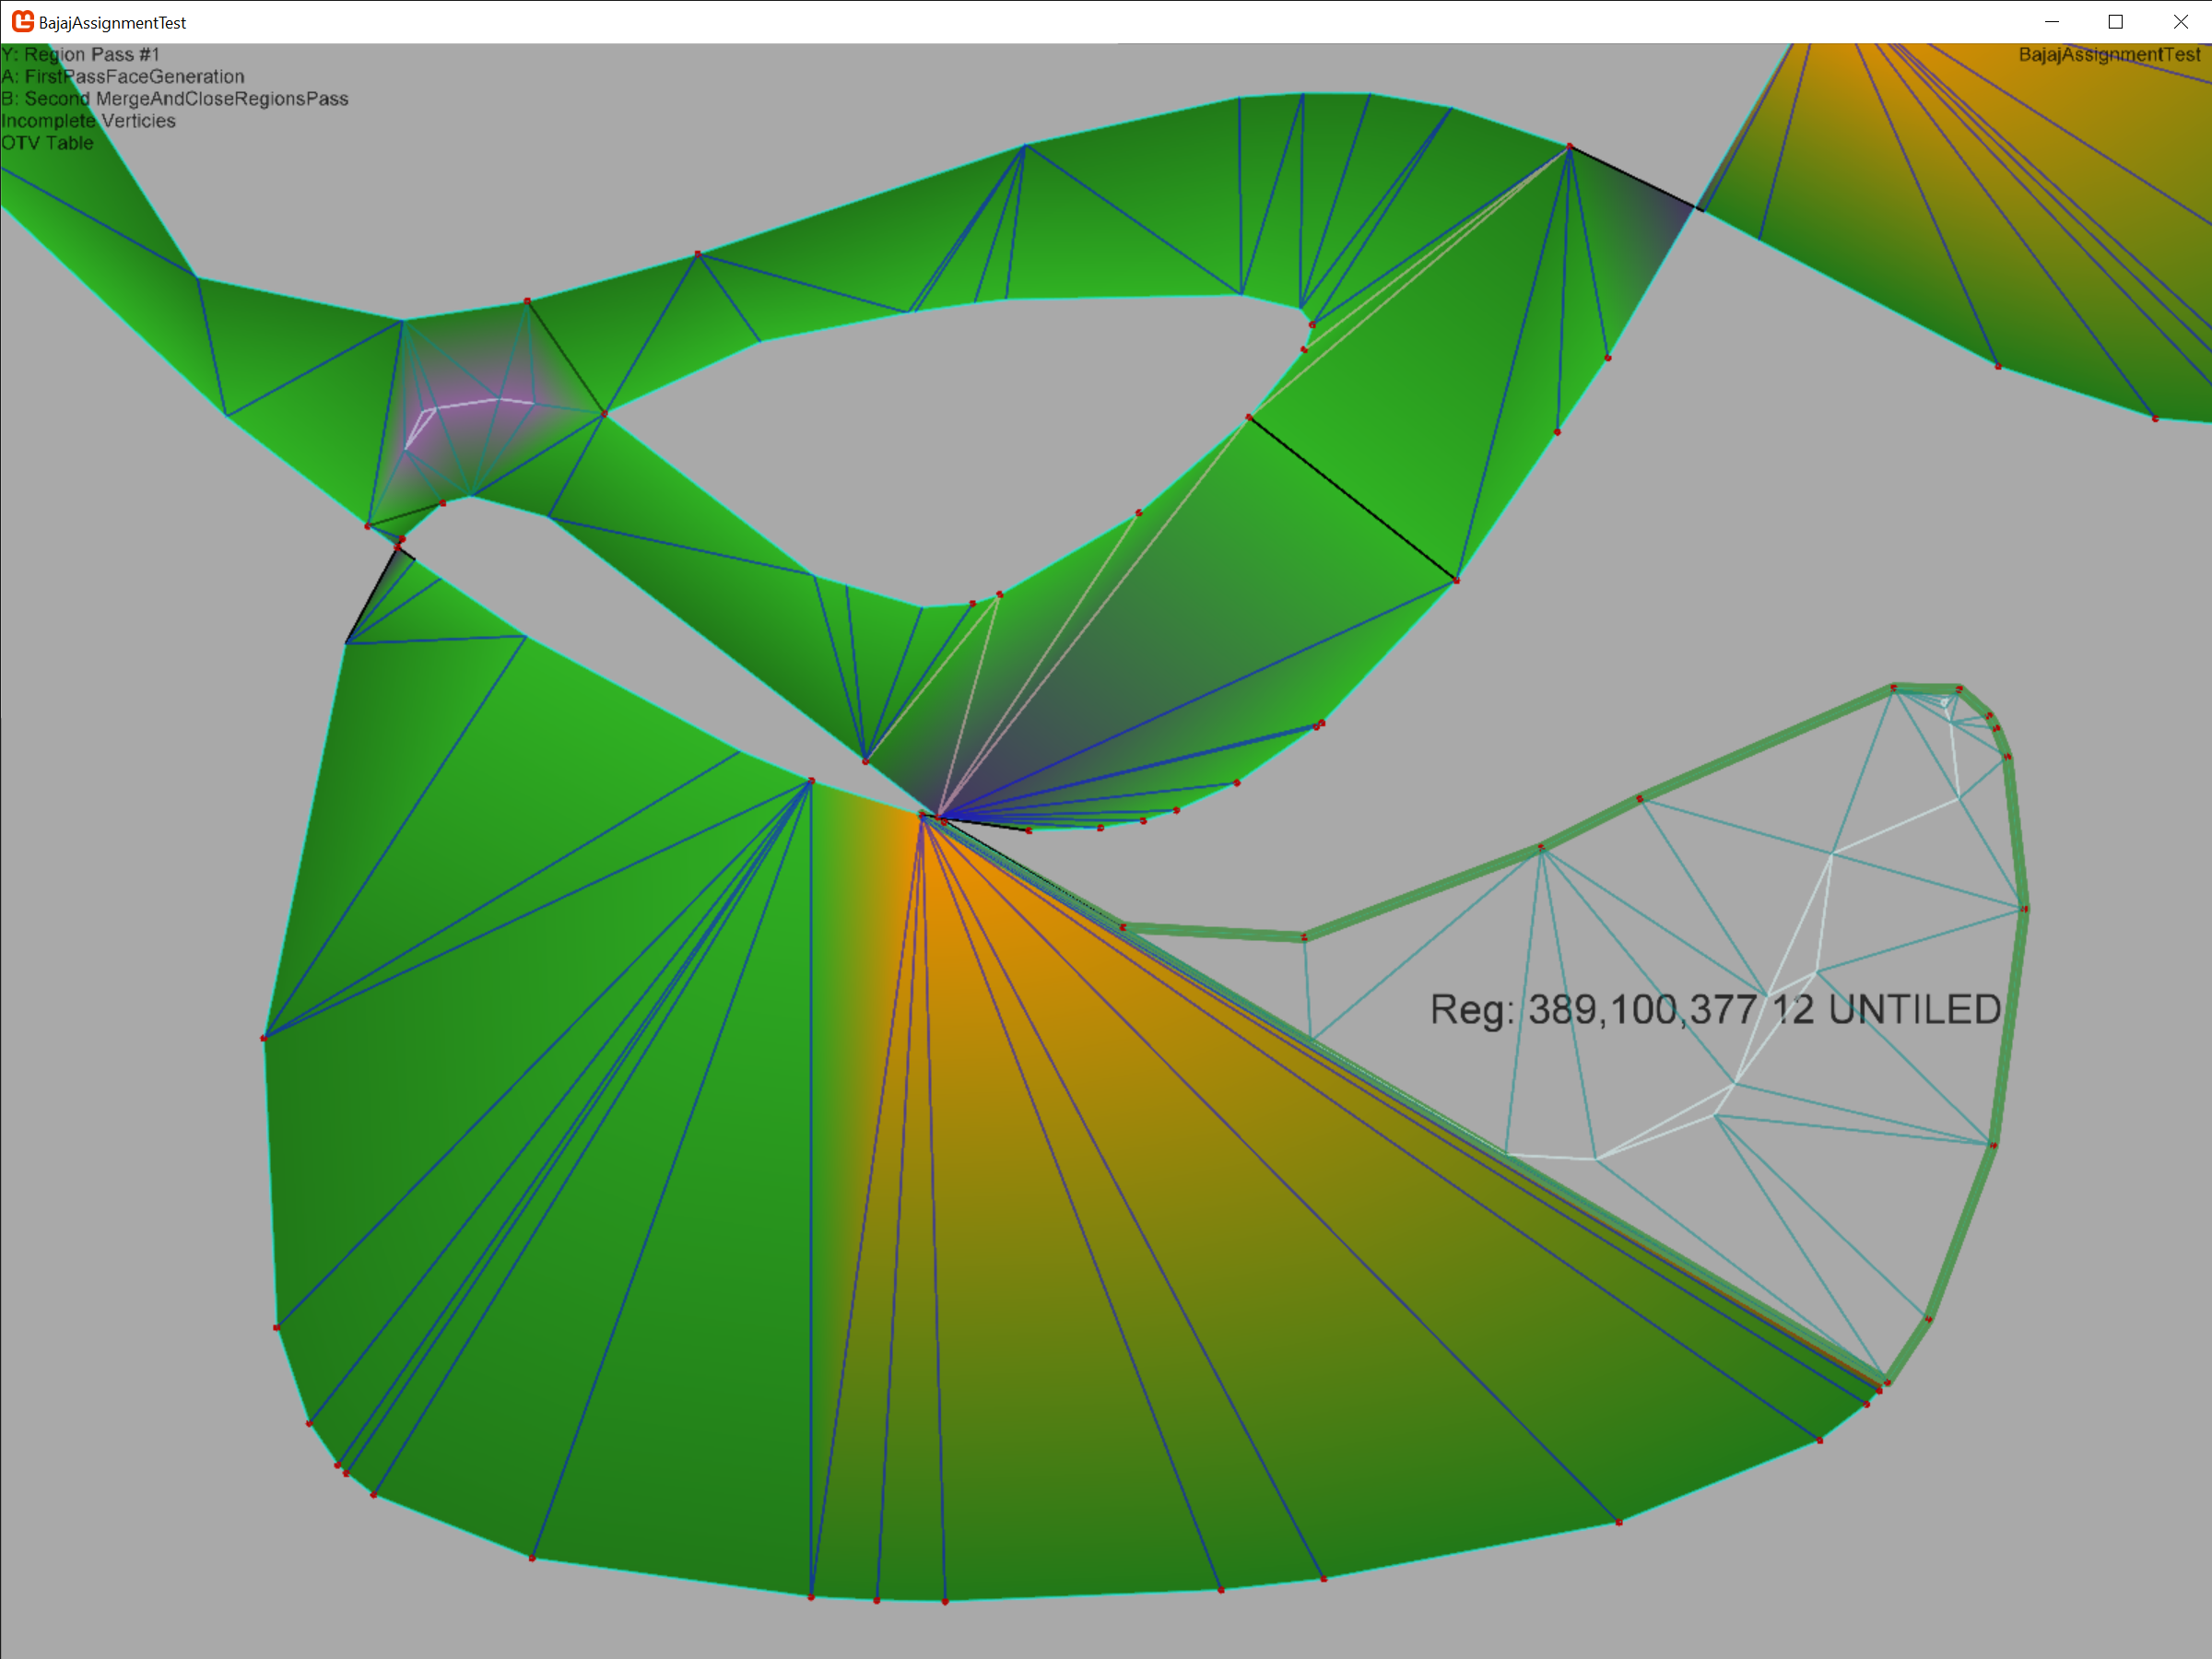 BajajAssignmentTest
Y: Region Pass #1
A: FirstPassFaceGeneration
B: Second MergeAndCloseRegionsPass
Incomplete Verticies
OTV Table
BajajAssignmentTest
Reg: 389,100,377 12 UNTILED